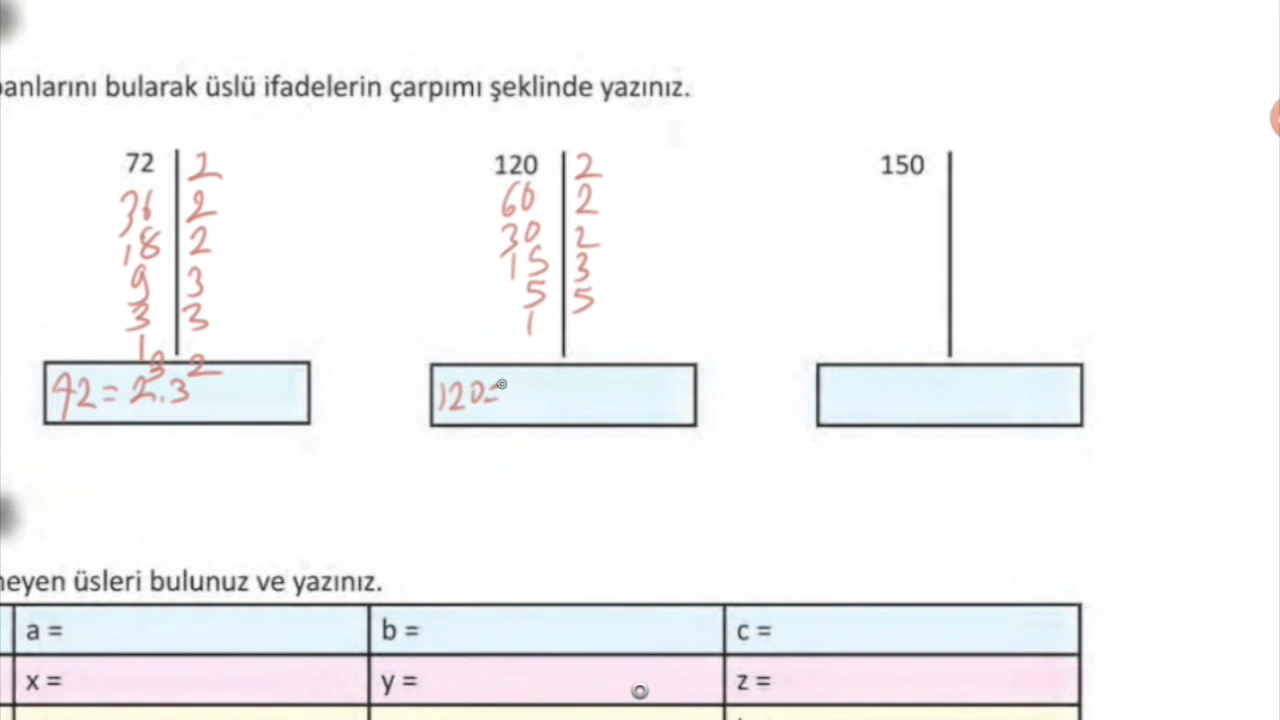 anlarını bularak üslü ifadelerin çarpımı şeklinde yazınız.
72 2
36 2
18 2
9 3
3 3
1
72 = 2³.3²
120 2
60 2
30 2
15 3
5 5
1
120=
150
neyen üsleri bulunuz ve yazınız.
a = b = c =
x = y = z =